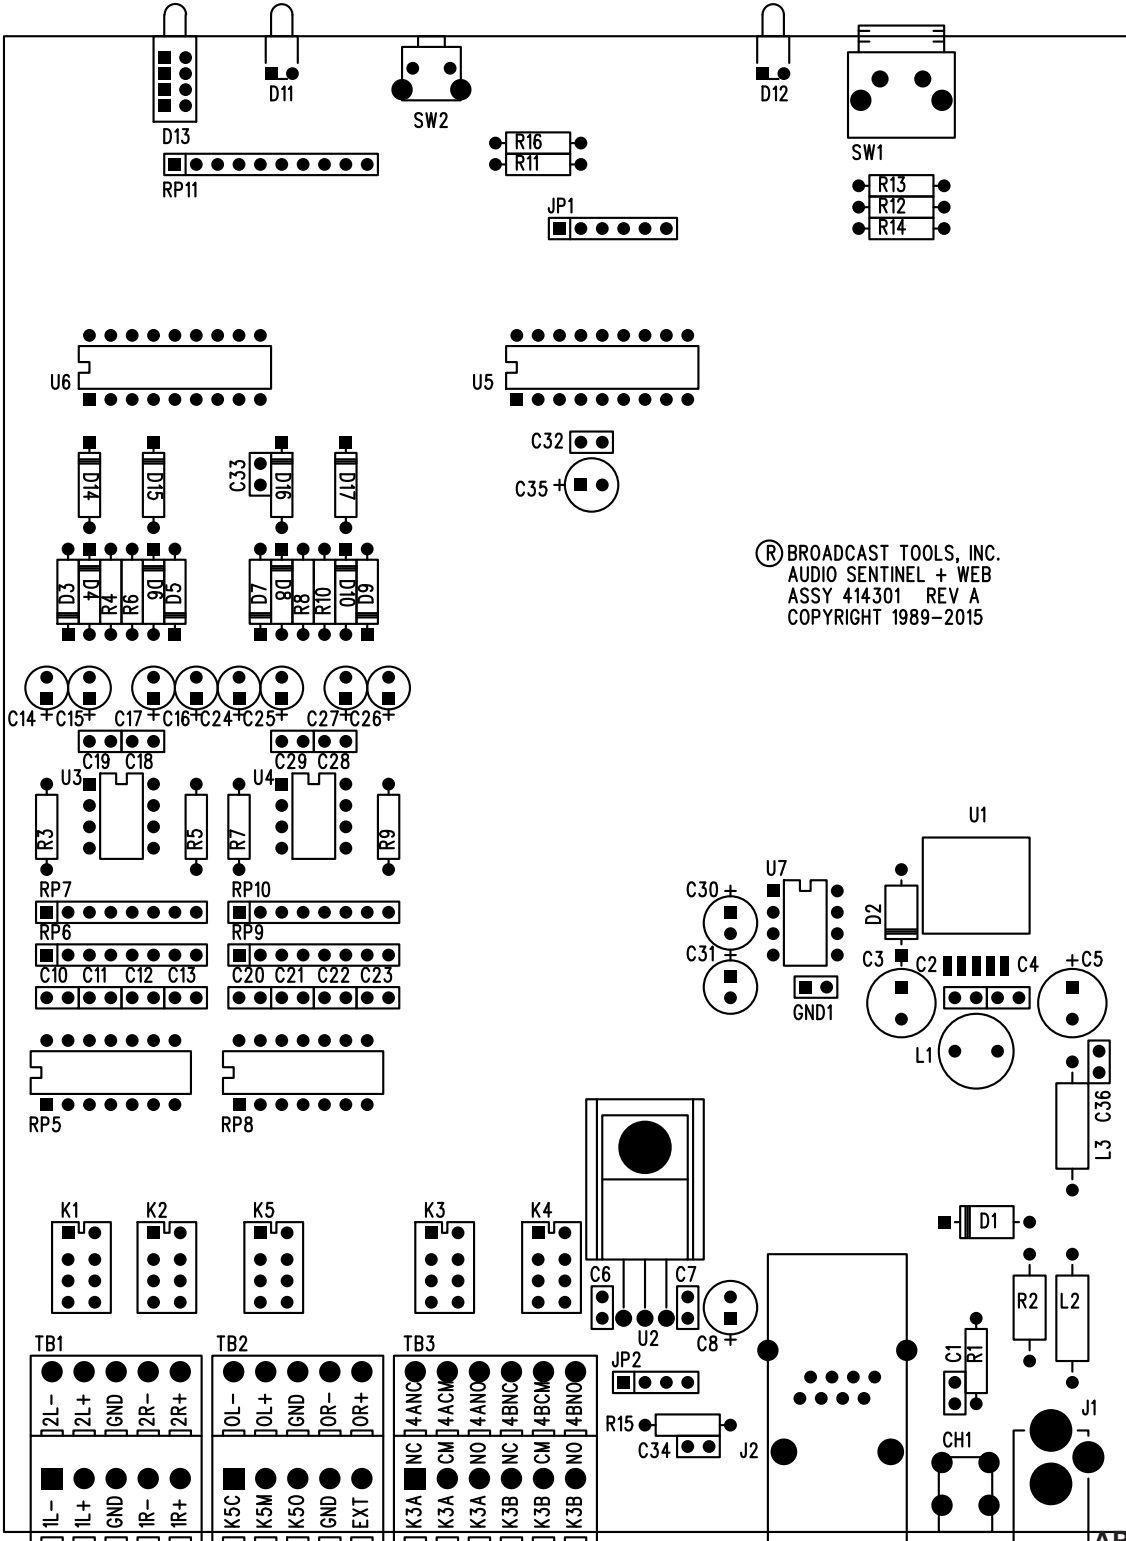 D13
D11
SW2
D12
SW1
RP11
R16
R11
JP1
R13
R12
R14
U6
U5
C32
C35 +
C33
D14
D15
D16
D17
D3
D4
R4
R6
D6
D5
D7
D8
R8
R10
D10
D9
® BROADCAST TOOLS, INC.
AUDIO SENTINEL + WEB
ASSY 414301 REV A
COPYRIGHT 1989-2015
C14 + C15 + C17 + C16 + C24 + C25 + C27 + C26 +
C19 C18 C29 C28
U3
U4
R3
R5
R7
R9
U1
U7
RP7
RP10
C30 +
D2
RP6
RP9
C31 +
C10 C11 C12 C13
C20 C21 C22 C23
GND1
C3
C2
C4
+C5
L1
RP5
RP8
C36
L3
K1
K2
K5
K3
K4
D1
C6
C7
U2
C8 +
R2
L2
TB1
TB2
TB3
JP2
C1
R1
2L- 2L+ GND 2R- 2R+
OL- OL+ GND OR- OR+
4ANC 4ACM 4ANO 4BNC 4BCM 4BNO
R15
C34
J2
CH1
J1
1L- 1L+ GND 1R- 1R+
K5C K5M K5O GND EXT
K3A NC K3A CM K3A NO K3B NC K3B CM K3B NO